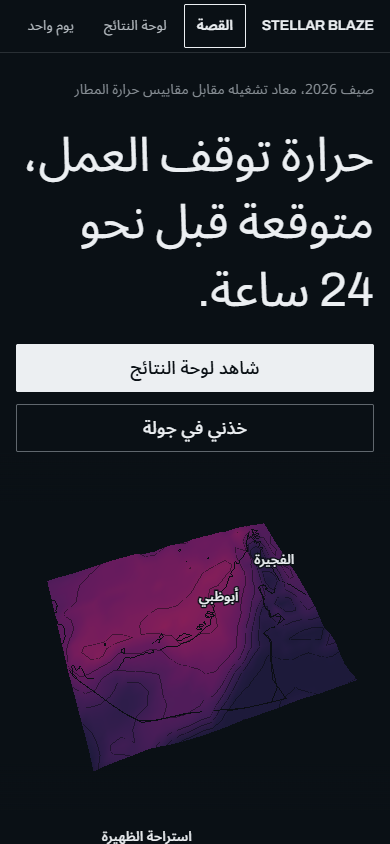 STELLAR BLAZE
القصة
لوحة النتائج
يوم واحد
صيف 2026، معاد تشغيله مقابل مقاييس حرارة المطار
حرارة توقف العمل،
متوقعة قبل نحو
24 ساعة.
شاهد لوحة النتائج
خذني في جولة
الفجيرة
أبوظبي
استراحة الظهيرة